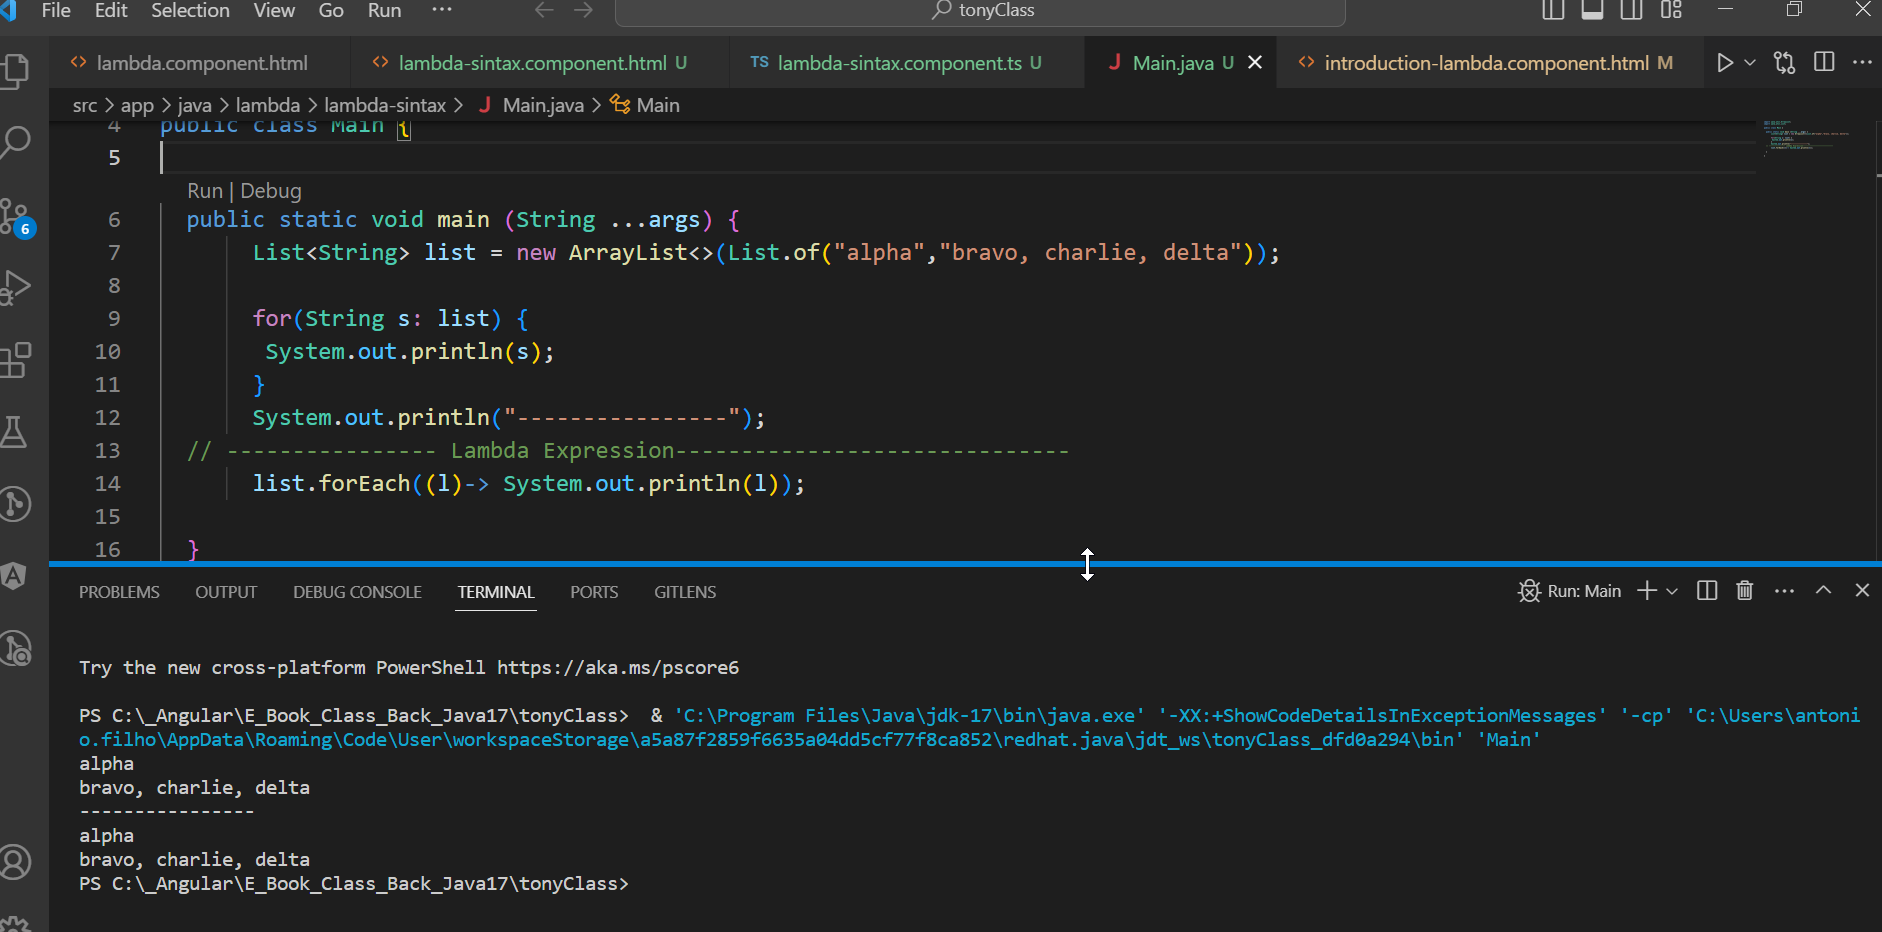 File Edit Selection View Go Run ... tonyClass
lambda.component.html lambda-sintax.component.html U TS lambda-sintax.component.ts U J Main.java U introduction-lambda.component.html M
src > app > java > lambda > lambda-sintax > J Main.java > Main
4 public class Main {
5
Run | Debug
6 public static void main (String ...args) {
7 List<String> list = new ArrayList<>(List.of("alpha","bravo, charlie, delta"));
8
9 for(String s: list) {
10 System.out.println(s);
11 }
12 System.out.println("----------------");
13 // ---------------- Lambda Expression------------------------------
14 list.forEach((l)-> System.out.println(l));
15
16 }
6
PROBLEMS OUTPUT DEBUG CONSOLE TERMINAL PORTS GITLENS Run: Main
Try the new cross-platform PowerShell https://aka.ms/pscore6
PS C:\_Angular\E_Book_Class_Back_Java17\tonyClass> & 'C:\Program Files\Java\jdk-17\bin\java.exe' '-XX:+ShowCodeDetailsInExceptionMessages' '-cp' 'C:\Users\antoni
o.filho\AppData\Roaming\Code\User\workspaceStorage\a5a87f2859f6635a04dd5cf77f8ca852\redhat.java\jdt_ws\tonyClass_dfd0a294\bin' 'Main'
alpha
bravo, charlie, delta
----------------
alpha
bravo, charlie, delta
PS C:\_Angular\E_Book_Class_Back_Java17\tonyClass>